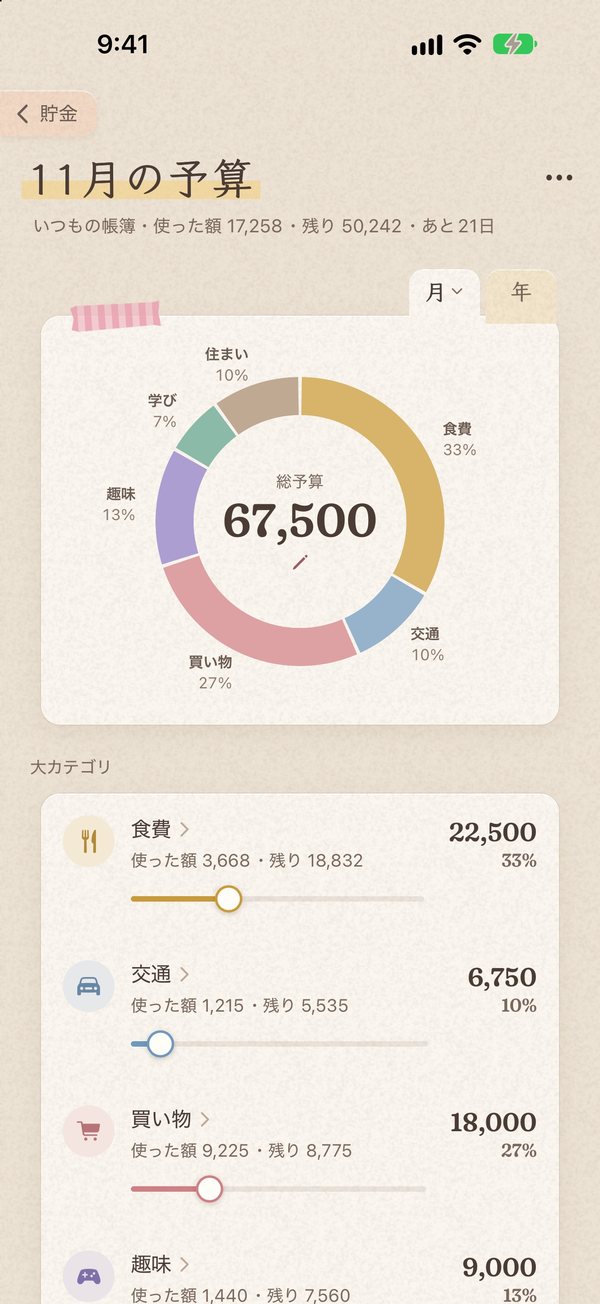 9:41
貯金
11月の予算
いつもの帳簿・使った額 17,258・残り 50,242・あと21日
月
年
住まい
10%
学び
7%
食費
33%
趣味
13%
総予算
67,500
交通
10%
買い物
27%
大カテゴリ
食費
22,500
使った額 3,668・残り 18,832
33%
交通
6,750
使った額 1,215・残り 5,535
10%
買い物
18,000
使った額 9,225・残り 8,775
27%
趣味
9,000
使った額 1,440・残り 7,560
13%